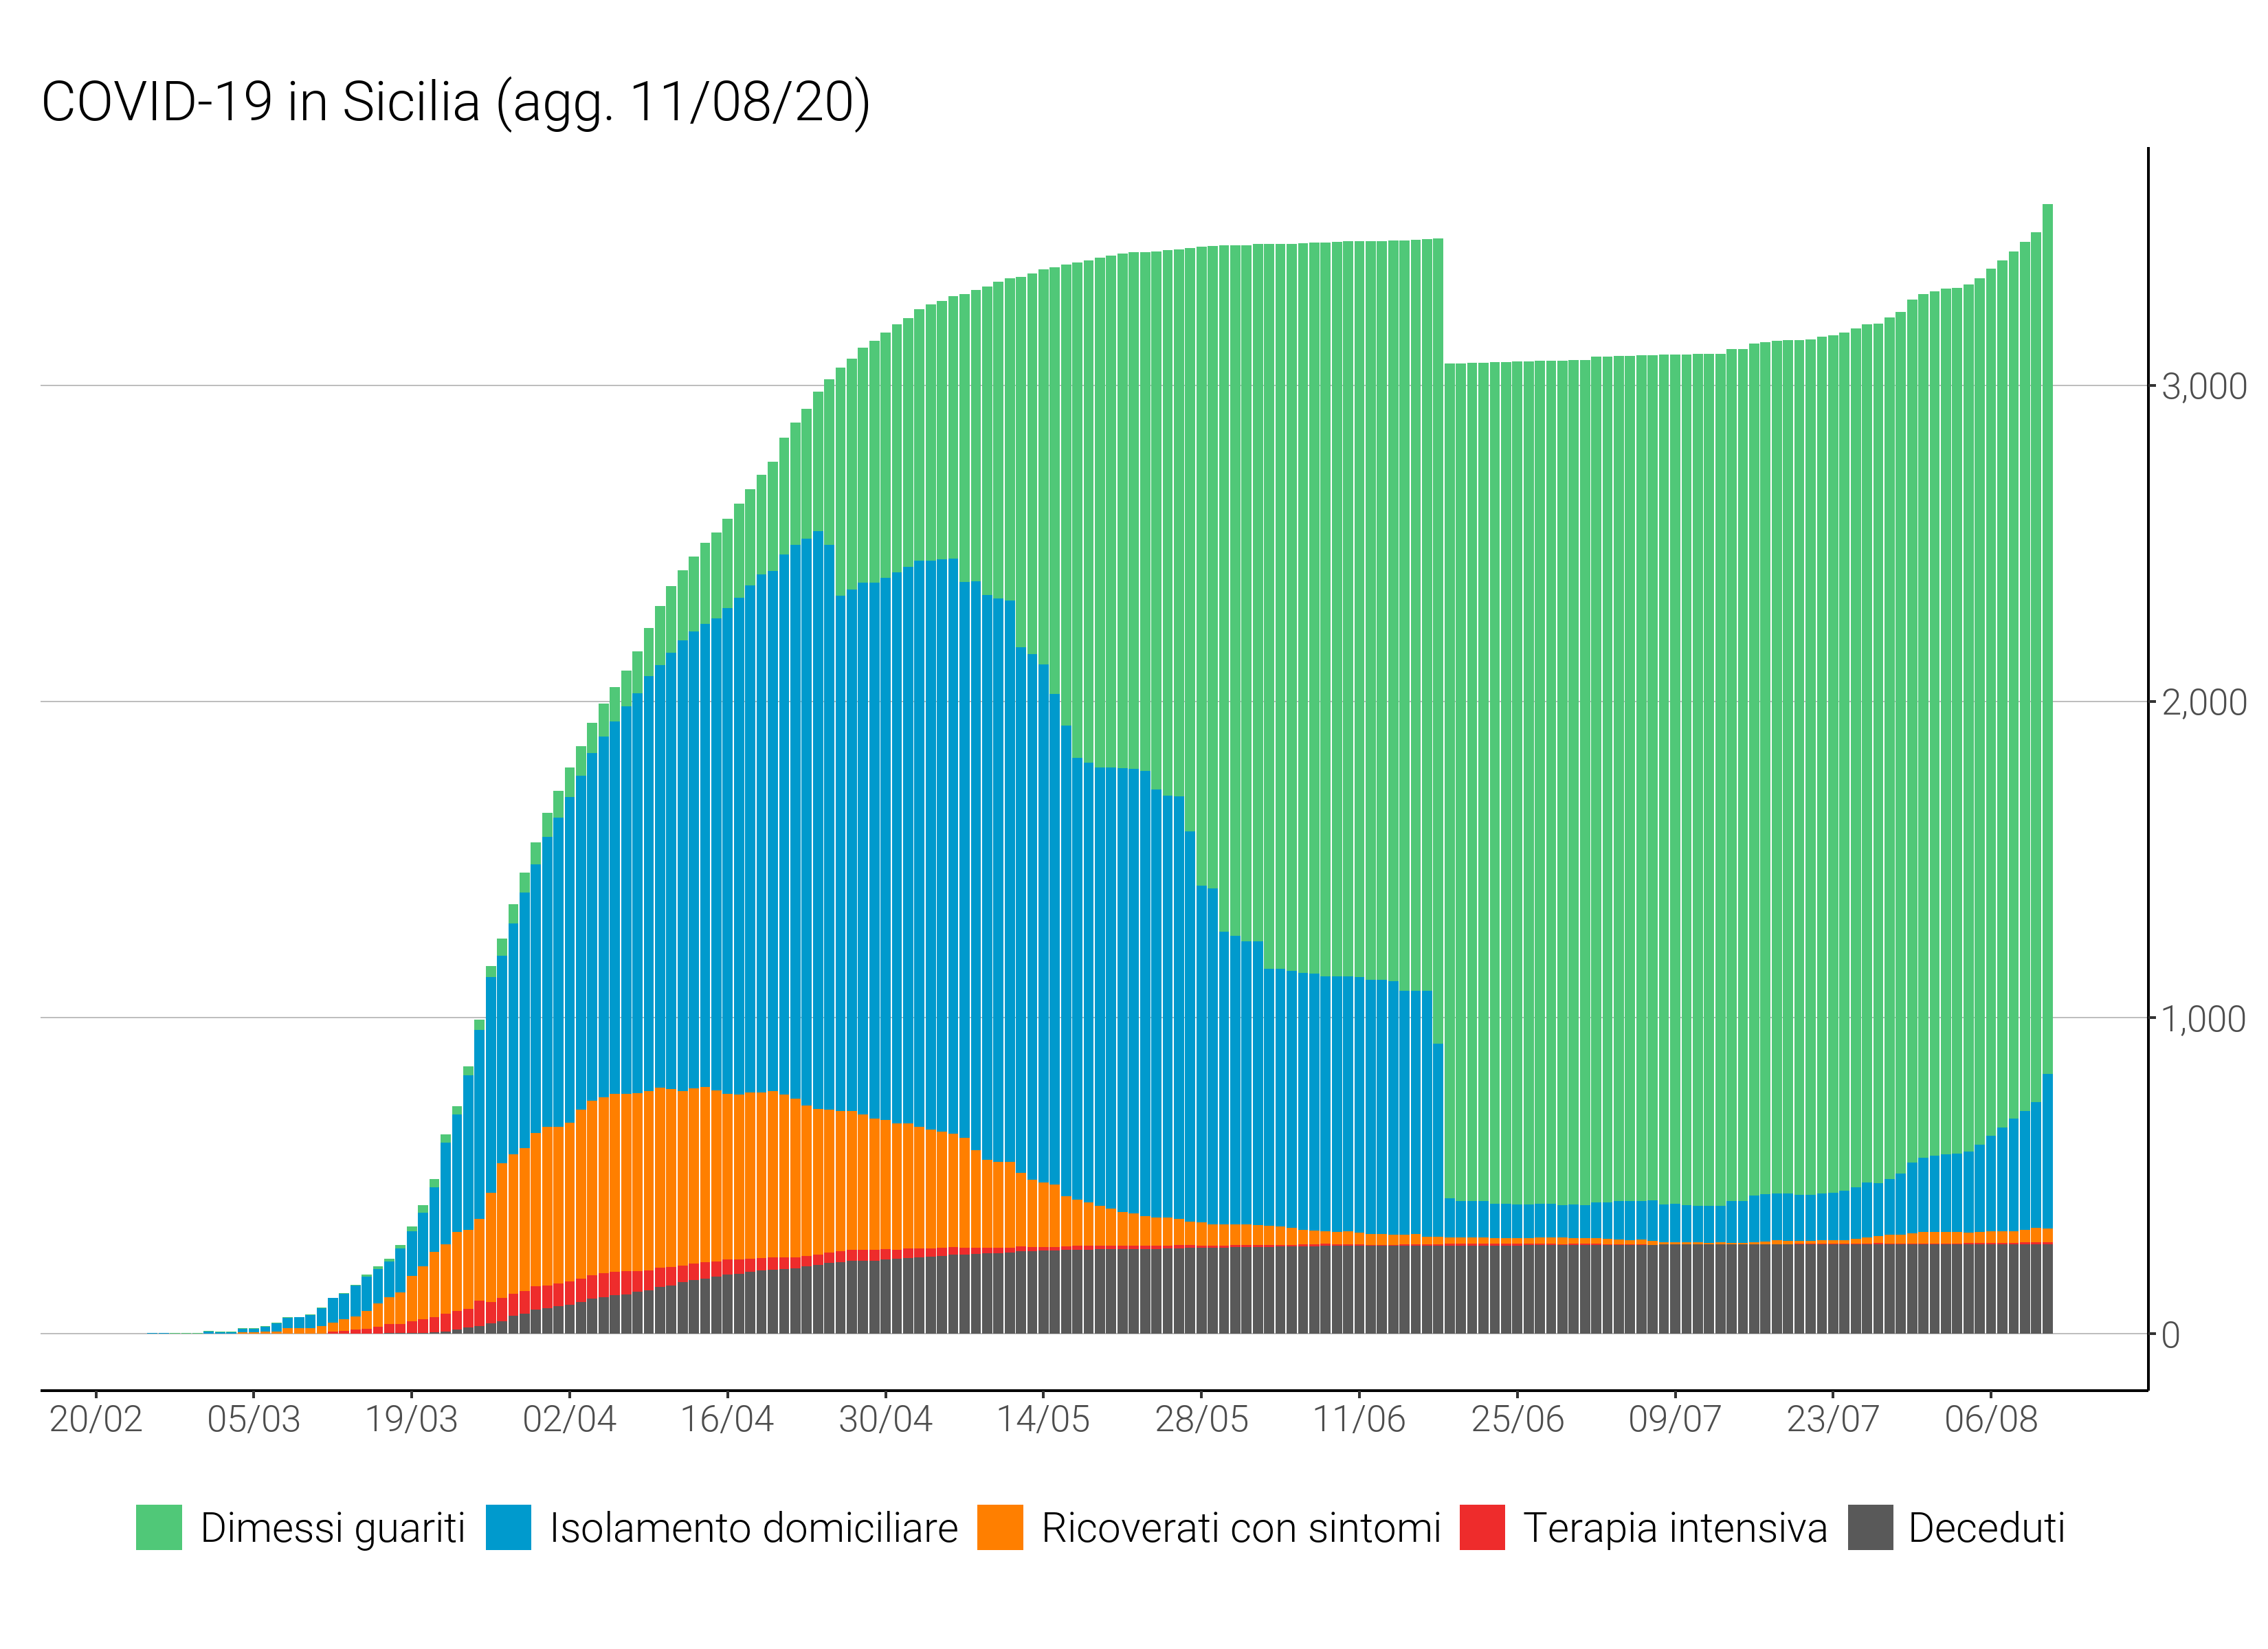 COVID-19 in Sicilia (agg. 11/08/20)
3,000
2,000
1,000
0
20/02 05/03 19/03 02/04 16/04 30/04 14/05 28/05 11/06 25/06 09/07 23/07 06/08
Dimessi guariti Isolamento domiciliare Ricoverati con sintomi Terapia intensiva Deceduti